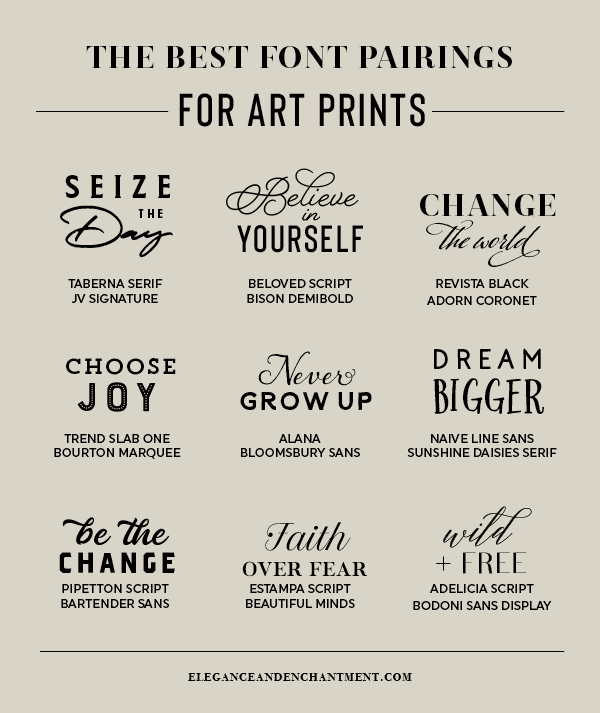 THE BEST FONT PAIRINGS
FOR ART PRINTS
SEIZE
THE
Day
TABERNA SERIF
JV SIGNATURE
Believe
in
YOURSELF
BELOVED SCRIPT
BISON DEMIBOLD
CHANGE
the world
REVISTA BLACK
ADORN CORONET
CHOOSE
JOY
TREND SLAB ONE
BOURTON MARQUEE
Never
GROW UP
ALANA
BLOOMSBURY SANS
DREAM
BIGGER
NAIVE LINE SANS
SUNSHINE DAISIES SERIF
be the
CHANGE
PIPETTON SCRIPT
BARTENDER SANS
Faith
OVER FEAR
ESTAMPA SCRIPT
BEAUTIFUL MINDS
wild
+ FREE
ADELICIA SCRIPT
BODONI SANS DISPLAY
ELEGANCEANDENCHANTMENT.COM